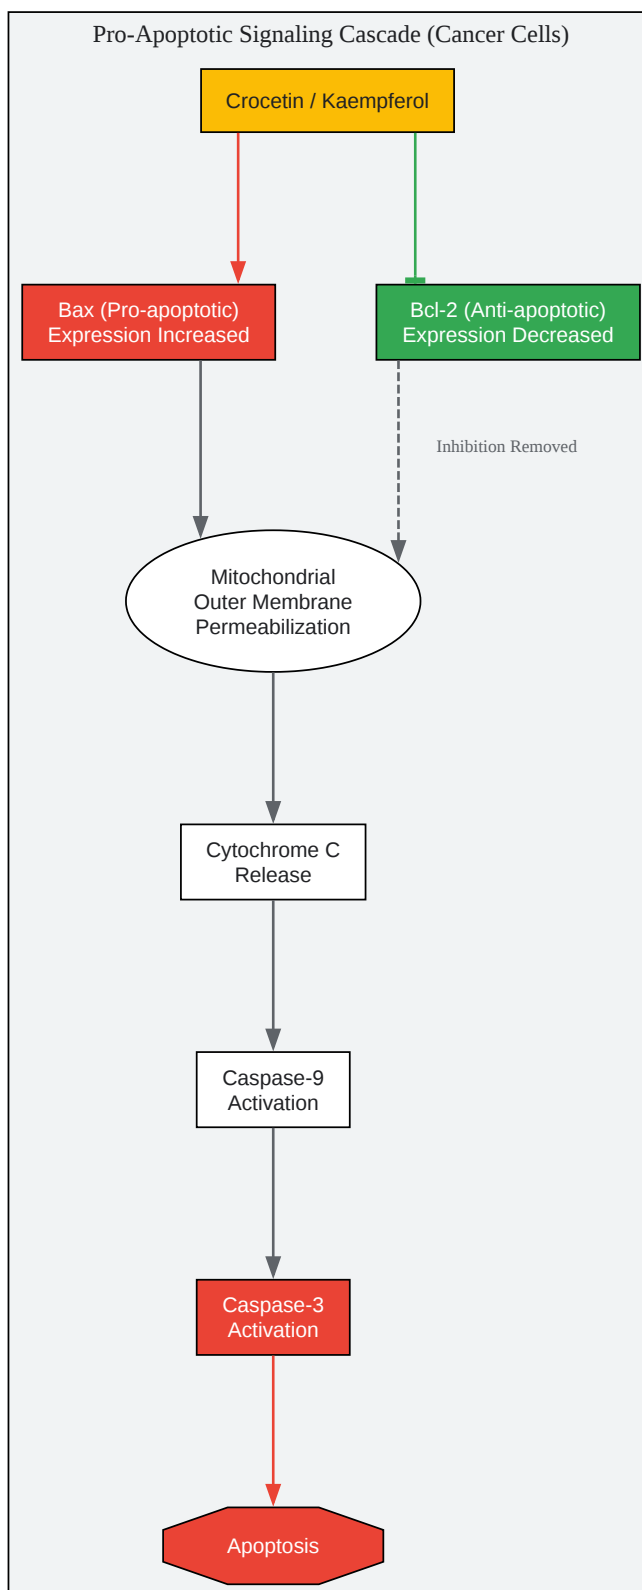 Pro-Apoptotic Signaling Cascade (Cancer Cells)
Crocetin / Kaempferol
Bax (Pro-apoptotic)
Expression Increased
Bcl-2 (Anti-apoptotic)
Expression Decreased
Inhibition Removed
Mitochondrial
Outer Membrane
Permeabilization
Cytochrome C
Release
Caspase-9
Activation
Caspase-3
Activation
Apoptosis